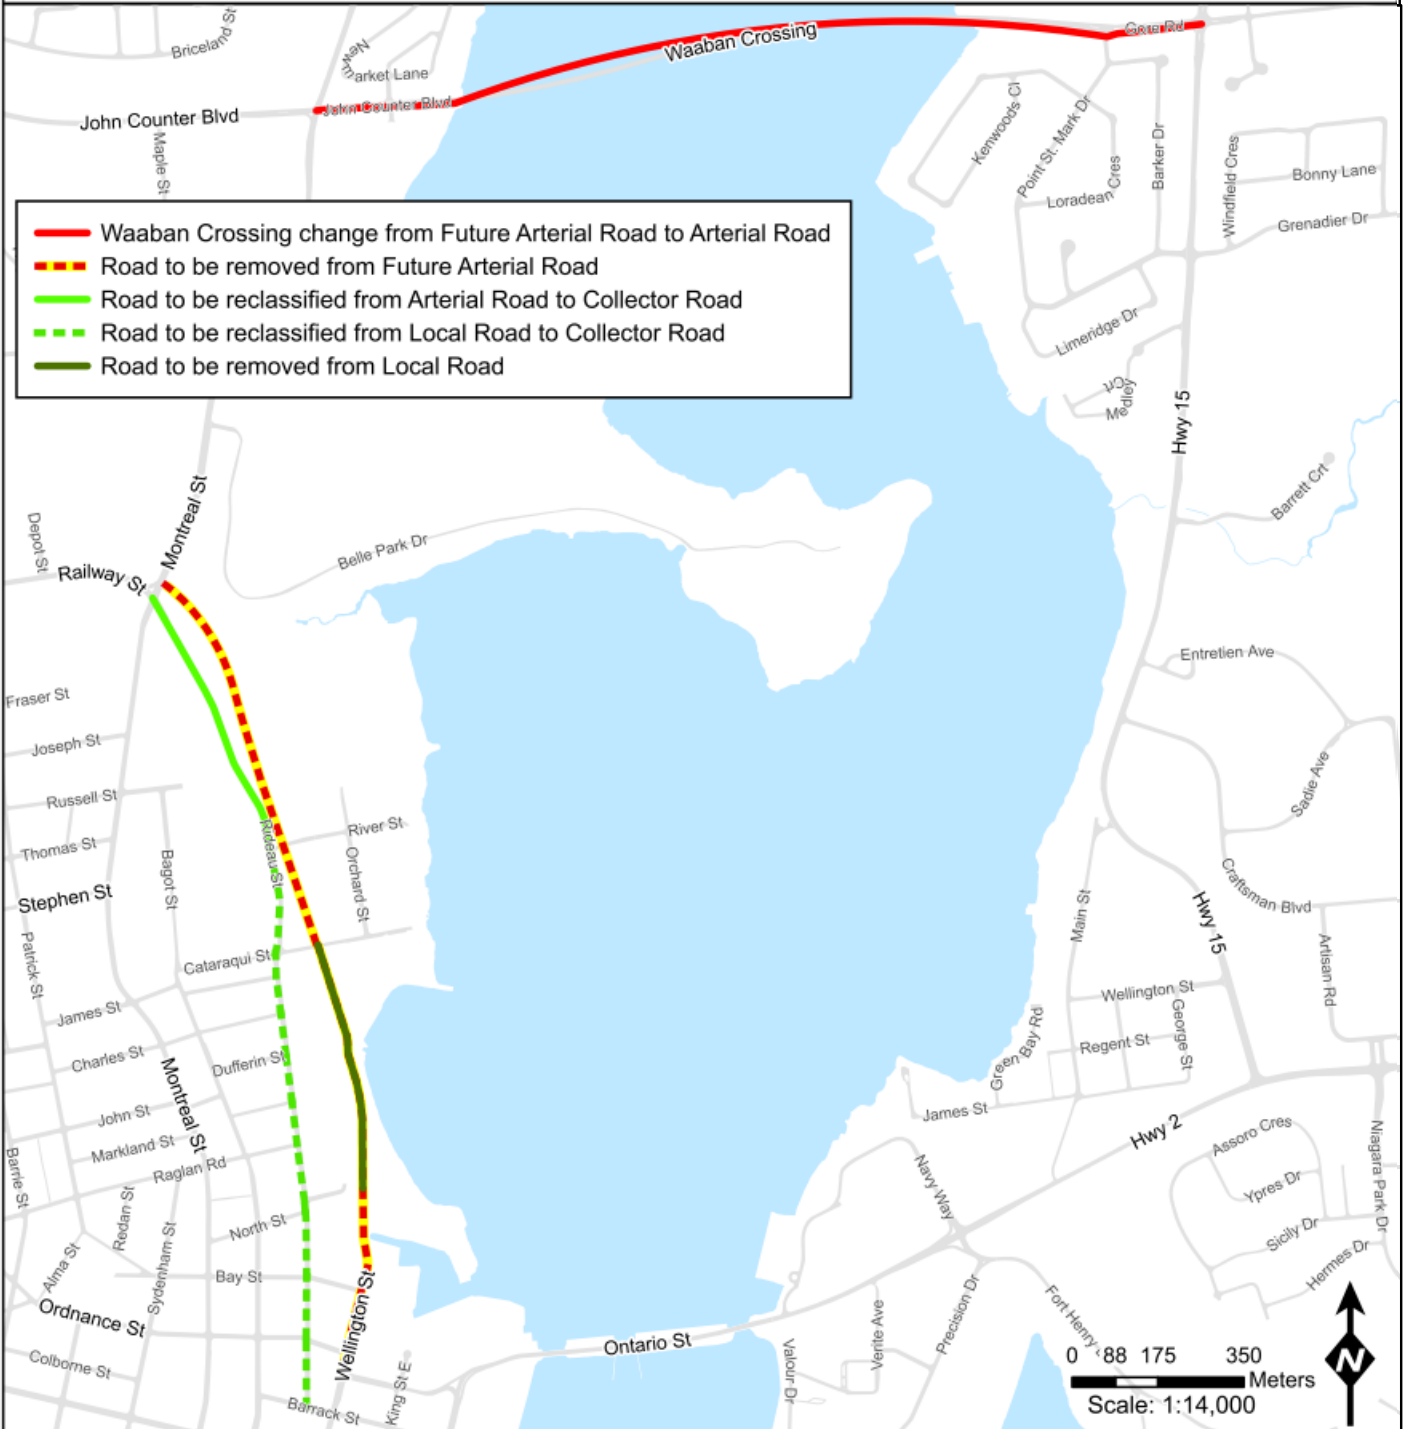 Briceland St
Newmarket Lane
Waaban Crossing
Gore Rd
John Counter Blvd
John Counter Blvd
Maple St
Kenwoods Cl
Point St. Mark Dr
Loradean Cres
Barker Dr
Windfield Cres
Bonny Lane
Grenadier Dr
Waaban Crossing change from Future Arterial Road to Arterial Road
Road to be removed from Future Arterial Road
Road to be reclassified from Arterial Road to Collector Road
Road to be reclassified from Local Road to Collector Road
Road to be removed from Local Road
Limeridge Dr
Medley Crt
Hwy 15
Barrett Crt
Montreal St
Depot St
Railway St
Belle Park Dr
Entretien Ave
Fraser St
Joseph St
Russell St
Thomas St
Stephen St
Bagot St
Rideau St
River St
Orchard St
Sadie Ave
Craftsman Blvd
Main St
Hwy 15
Artisan Rd
Patrick St
Cataraqui St
James St
Charles St
Dufferin St
Montreal St
John St
Markland St
Raglan Rd
Barrie St
Redan St
Sydenham St
North St
Alma St
Bay St
Ordnance St
Colborne St
Wellington St
King St E
Barrack St
Ontario St
Wellington St
George St
Regent St
Green Bay Rd
James St
Hwy 2
Navy Way
Assoro Cres
Ypres Dr
Sicily Dr
Hermes Dr
Niagara Park Dr
Precision Dr
Fort Henry
Verite Ave
Valour Dr
N
0 88 175 350
Meters
Scale: 1:14,000